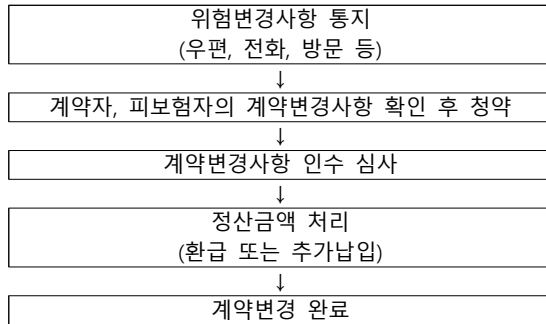 위험변경사항 통지
(우편, 전화, 방문 등)
↓
계약자, 피보험자의 계약변경사항 확인 후 청약
↓
계약변경사항 인수 심사
↓
정산금액 처리
(환급 또는 추가납입)
↓
계약변경 완료